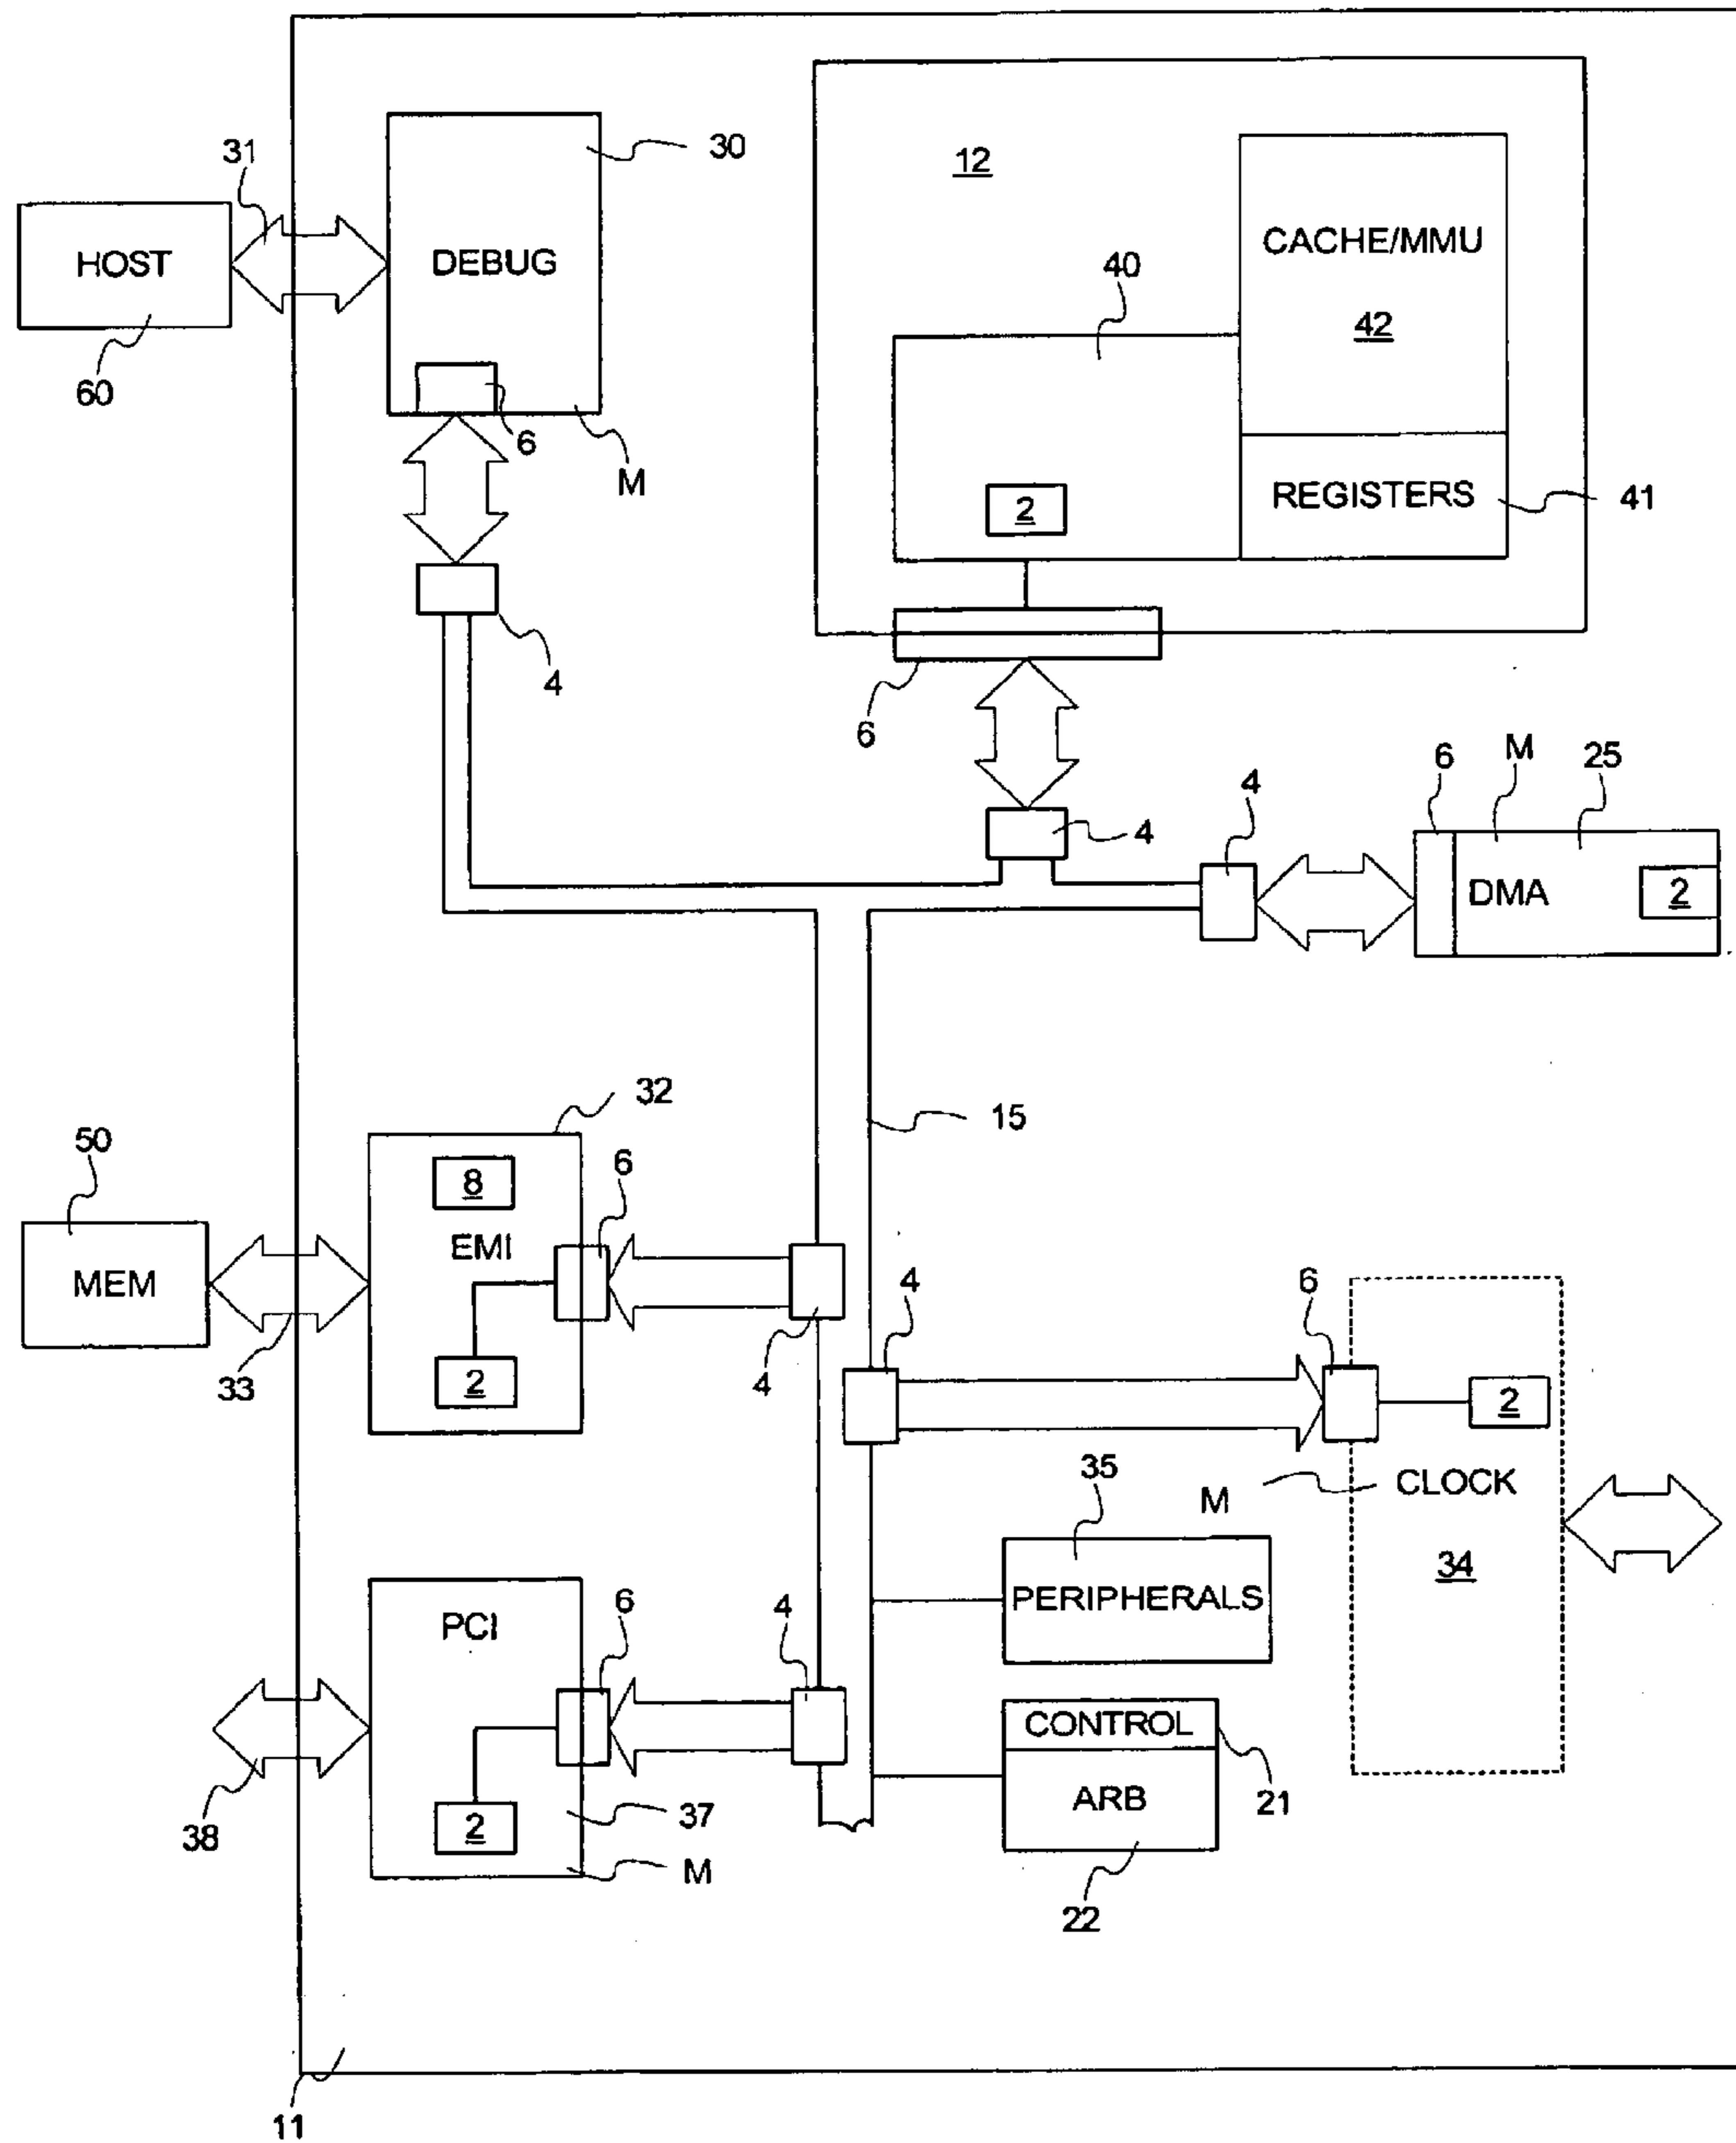 30
31
12
HOST
DEBUG
CACHE/MMU
40
42
60
6
M
2
REGISTERS
41
4
6
6
M
25
4
4
DMA
2
32
15
50
8
6
EMI
MEM
4
6
33
2
4
2
35
M
CLOCK
PERIPHERALS
34
PCI
6
4
CONTROL
ARB
21
38
2
37
M
22
11